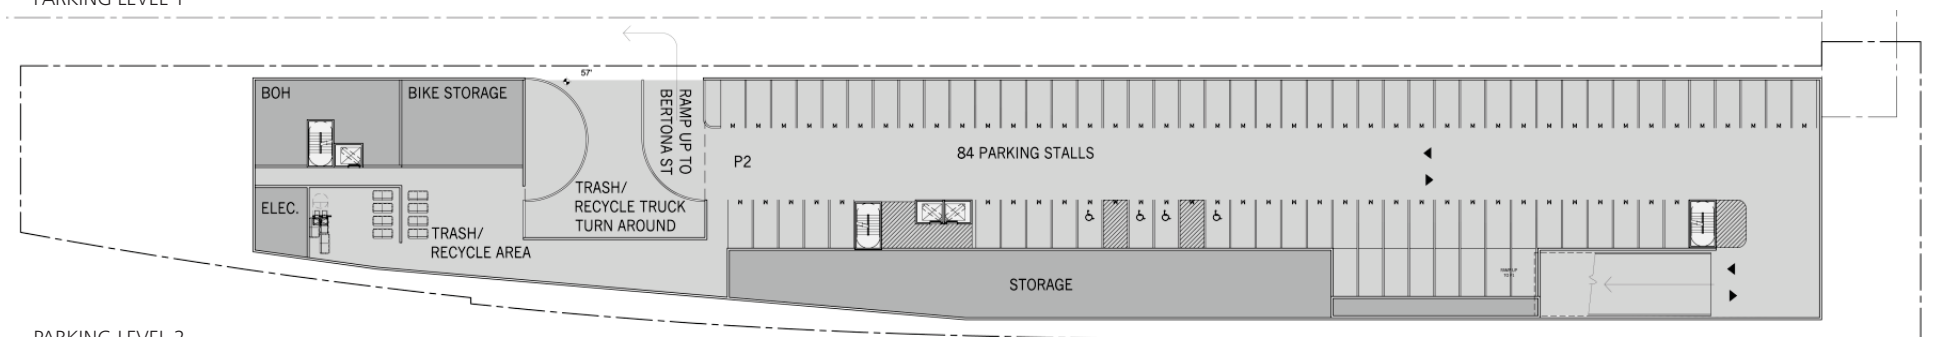 PARKING LEVEL 1
57'
BOH
BIKE STORAGE
RAMP UP TO
BERTONA ST
P2
84 PARKING STALLS
TRASH/
RECYCLE TRUCK
TURN AROUND
ELEC.
TRASH/
RECYCLE AREA
STORAGE
PARKING LEVEL 2